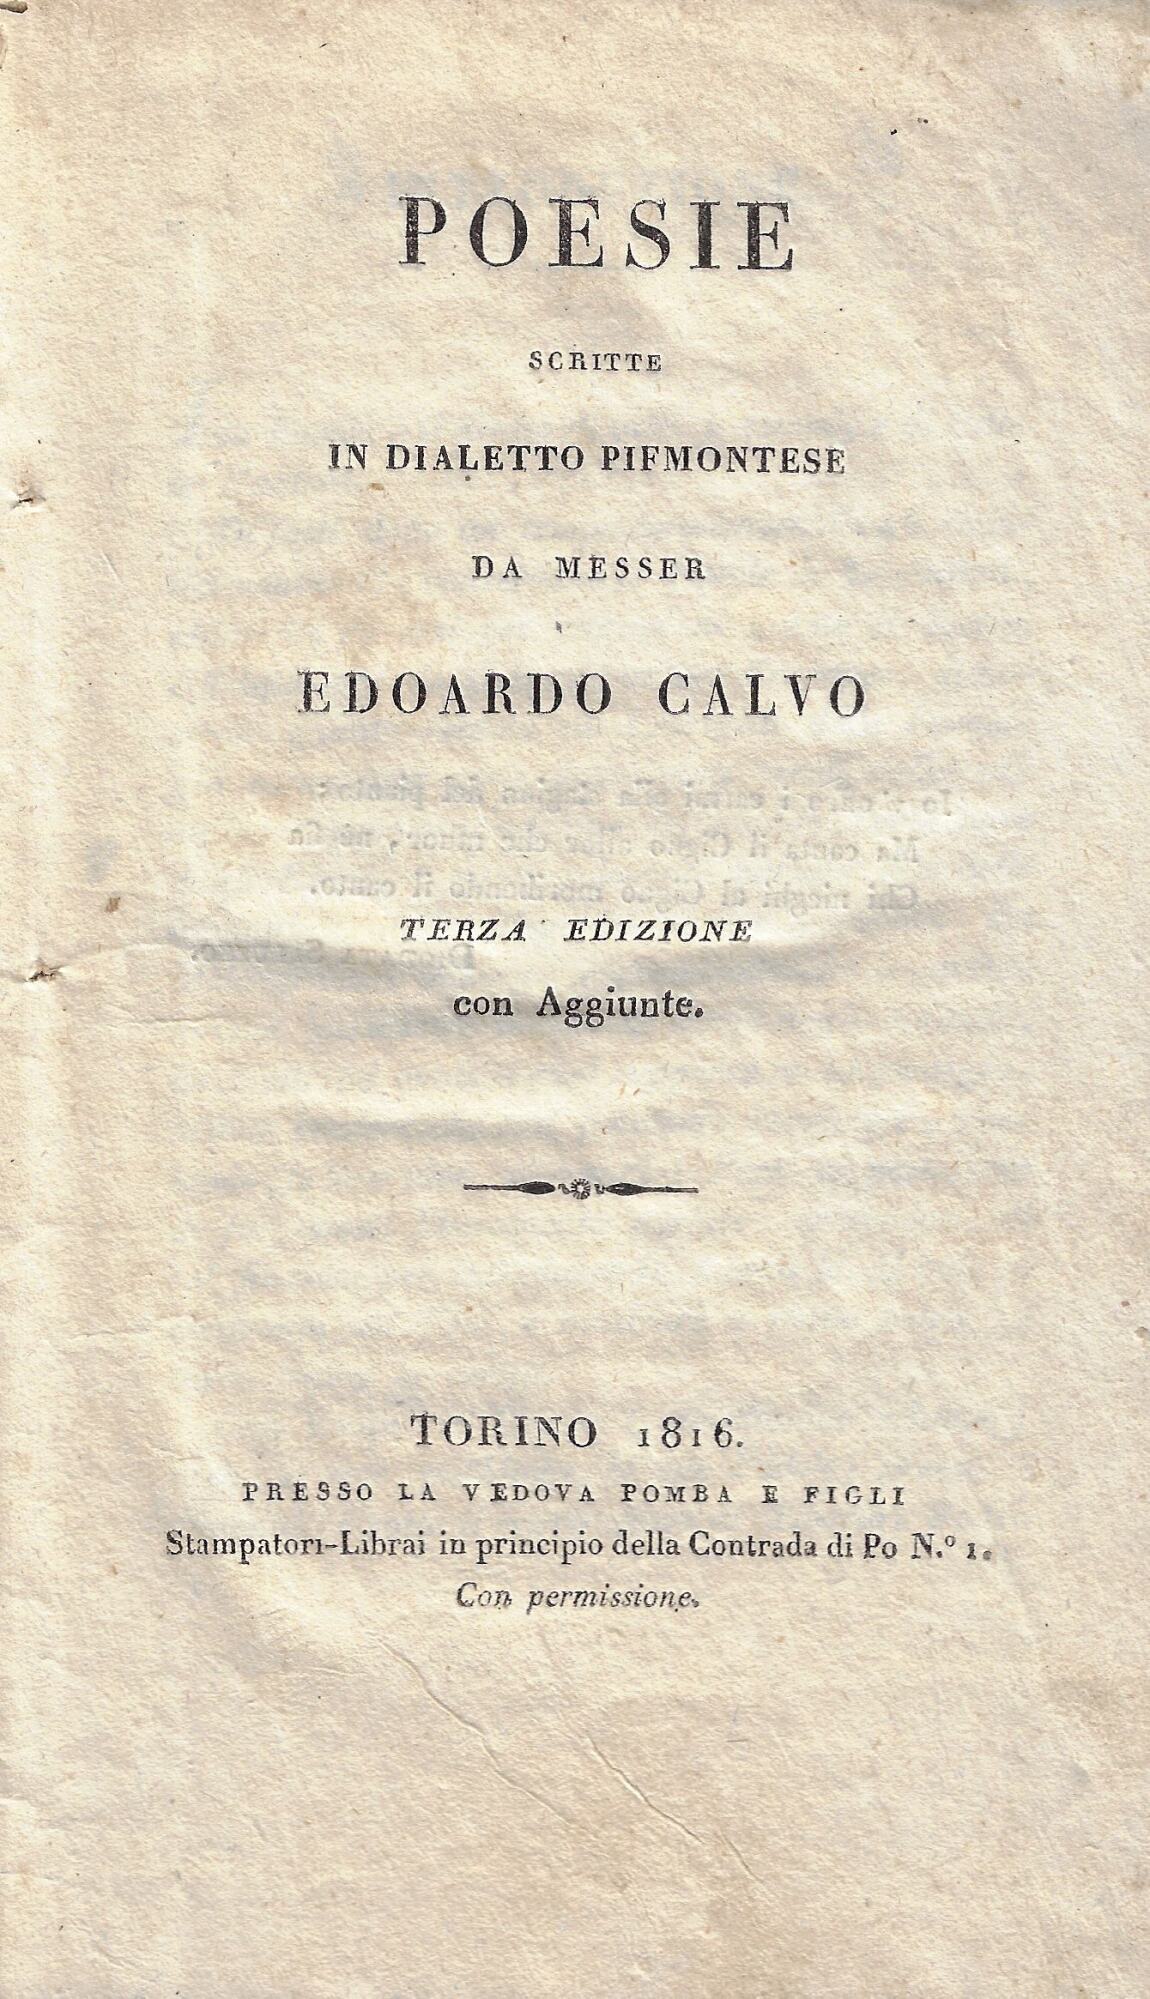 POESIE
SCRITTE
IN DIALETTO PIEMONTESE
DA MESSER
EDOARDO CALVO
TERZA EDIZIONE
con Aggiunte.
TORINO 1816.
PRESSO LA VEDOVA POMBA E FIGLI
Stampatori-Librai in principio della Contrada di Po N.º 1.
Con permissione.